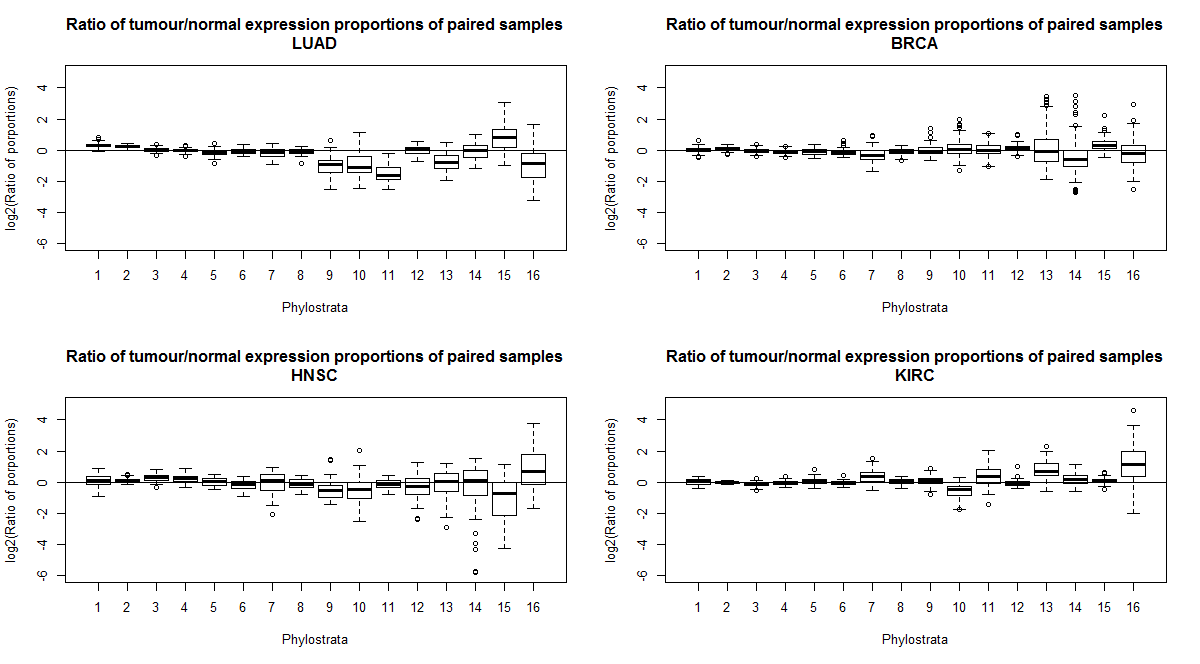 Ratio of tumour/normal expression proportions of paired samples
LUAD
log2(Ratio of porportions)
4
2
0
-2
-4
-6
1 2 3 4 5 6 7 8 9 10 11 12 13 14 15 16
Phylostrata
Ratio of tumour/normal expression proportions of paired samples
BRCA
log2(Ratio of porportions)
4
2
0
-2
-4
-6
1 2 3 4 5 6 7 8 9 10 11 12 13 14 15 16
Phylostrata
Ratio of tumour/normal expression proportions of paired samples
HNSC
log2(Ratio of porportions)
4
2
0
-2
-4
-6
1 2 3 4 5 6 7 8 9 10 11 12 13 14 15 16
Phylostrata
Ratio of tumour/normal expression proportions of paired samples
KIRC
log2(Ratio of porportions)
4
2
0
-2
-4
-6
1 2 3 4 5 6 7 8 9 10 11 12 13 14 15 16
Phylostrata